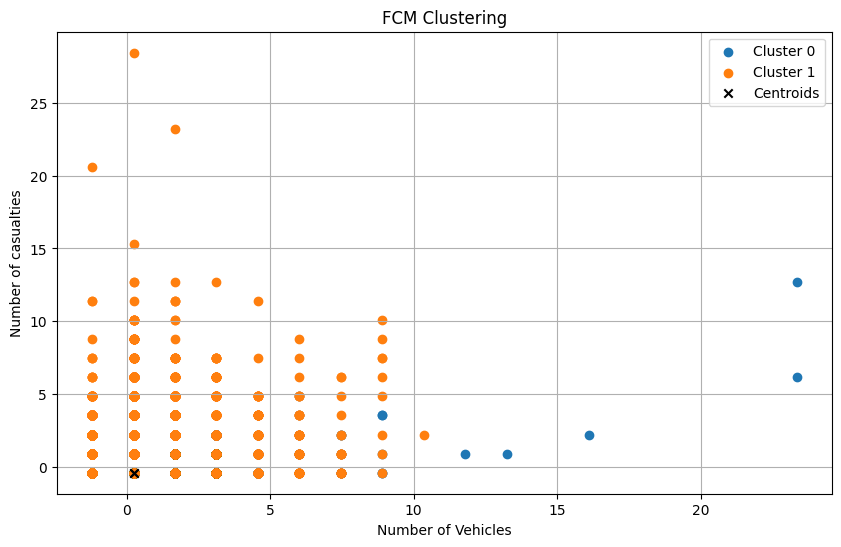 FCM Clustering
Cluster 0
Cluster 1
Centroids
Number of casualties
25
20
15
10
5
0
0 5 10 15 20
Number of Vehicles